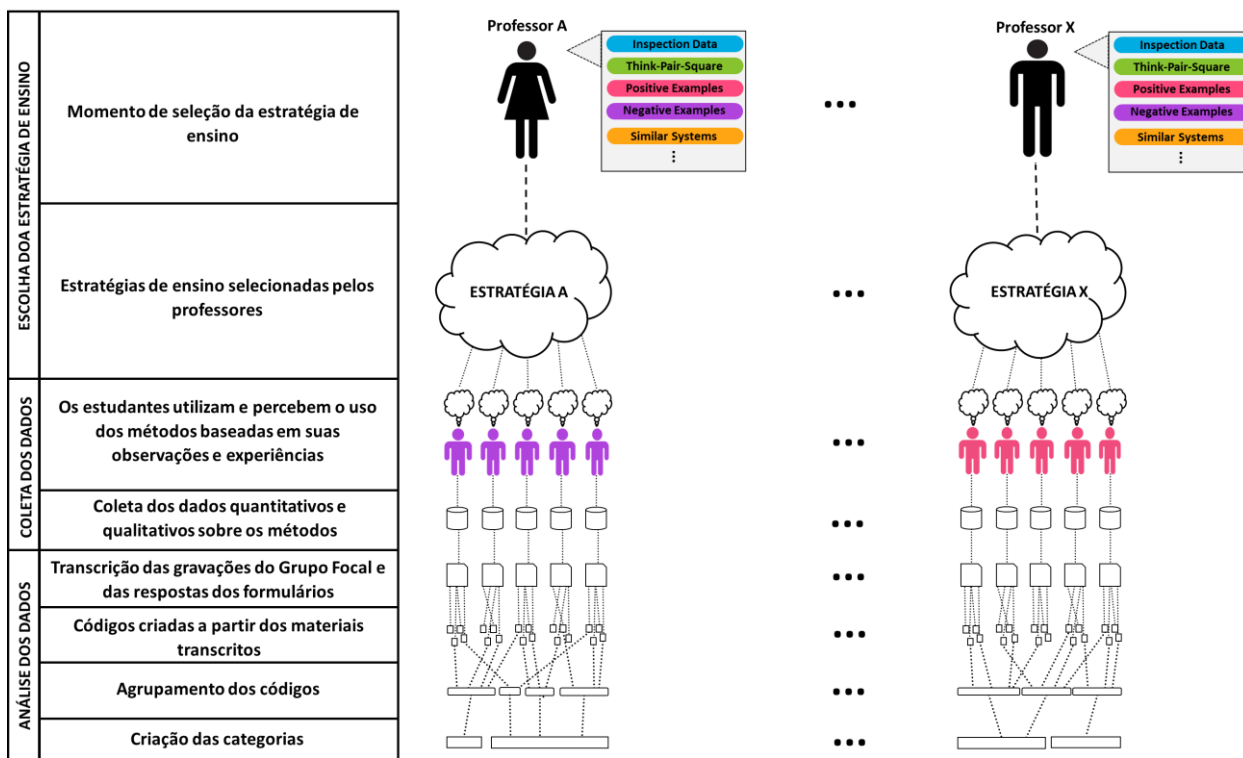 Professor A
Professor X
Inspection Data
Think-Pair-Square
Positive Examples
Negative Examples
Similar Systems
Inspection Data
Think-Pair-Square
Positive Examples
Negative Examples
Similar Systems
ESCOLHA DOA ESTRATÉGIA DE ENSINO
Momento de seleção da estratégia de
ensino
Estratégias de ensino selecionadas pelos
professores
ESTRATÉGIA A
ESTRATÉGIA X
COLETA DOS DADOS
Os estudantes utilizam e percebem o uso
dos métodos baseadas em suas
observações e experiências
Coleta dos dados quantitativos e
qualitativos sobre os métodos
ANÁLISE DOS DADOS
Transcrição das gravações do Grupo Focal e
das respostas dos formulários
Códigos criadas a partir dos materiais
transcritos
Agrupamento dos códigos
Criação das categorias